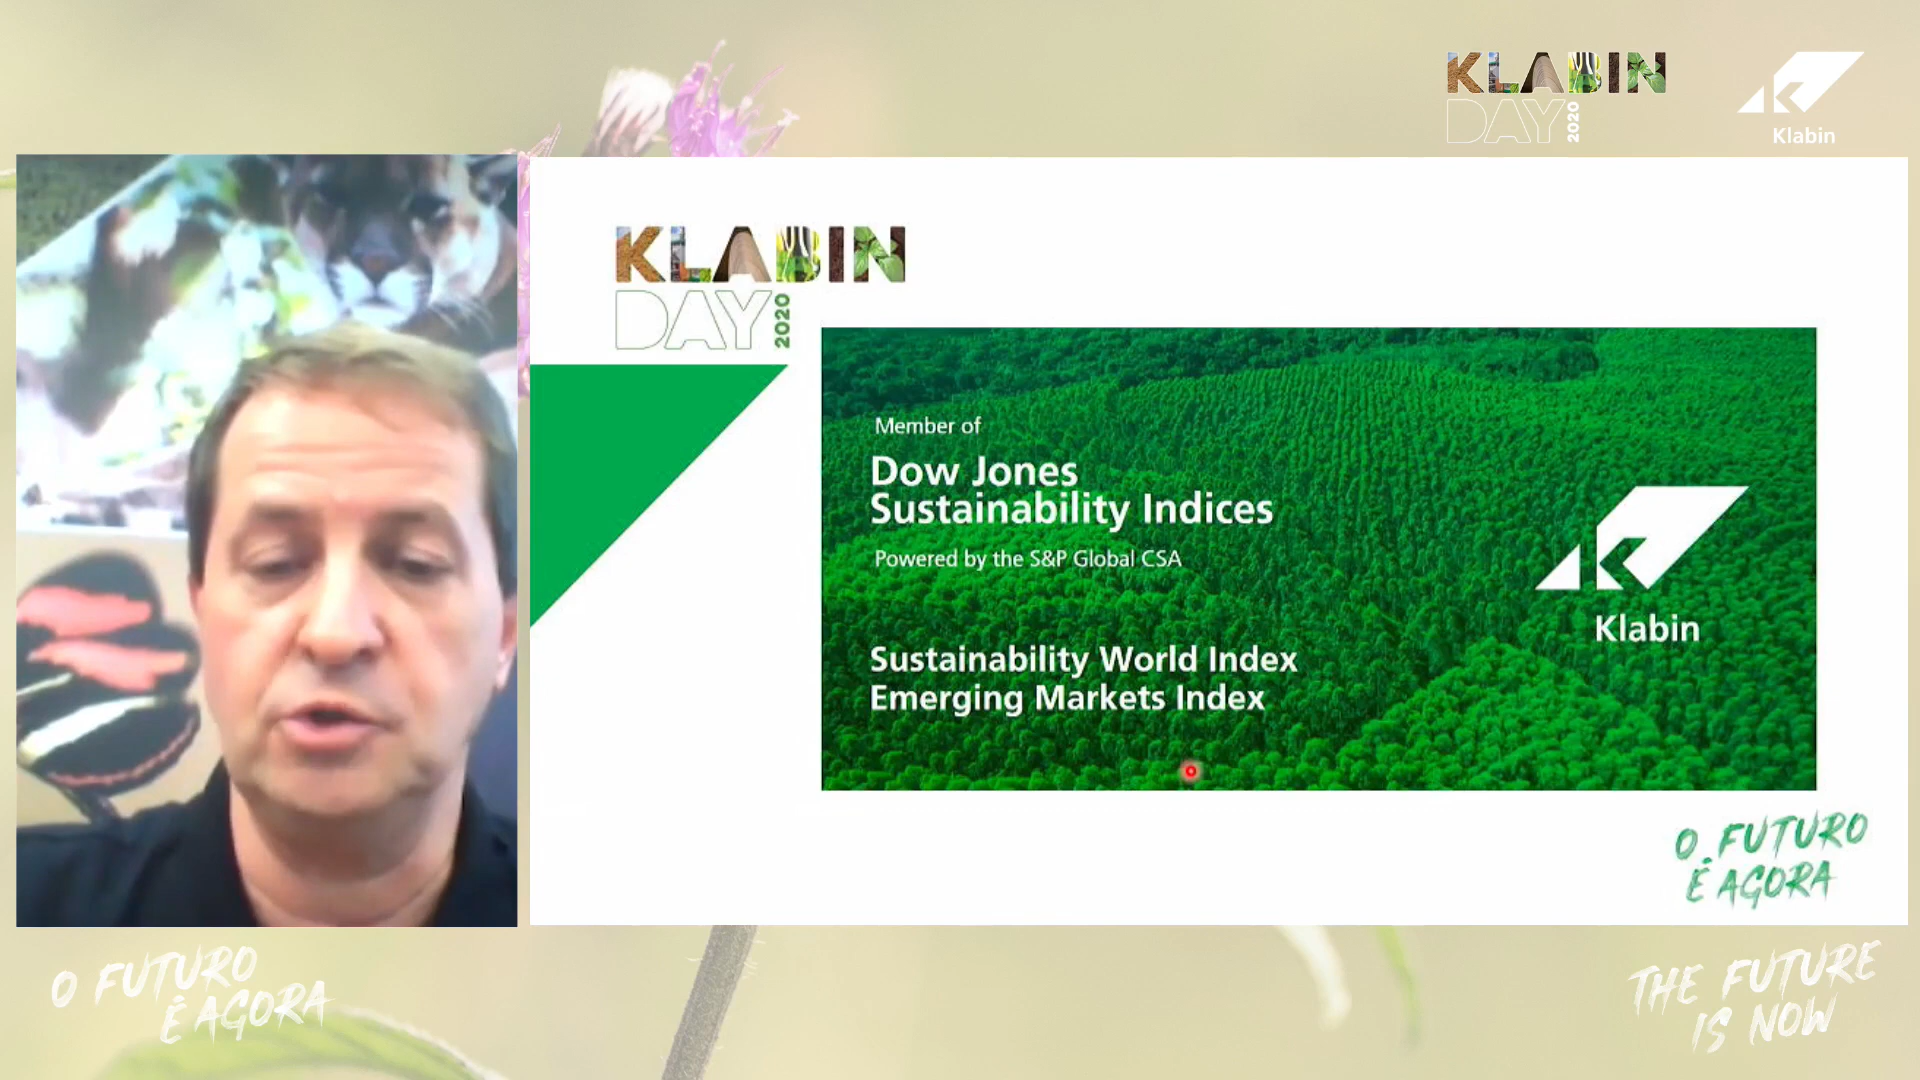 KLABIN
DAY 2020
Klabin
KLABIN
DAY 2020
Member of
Dow Jones
Sustainability Indices
Powered by the S&P Global CSA
Klabin
Sustainability World Index
Emerging Markets Index
O FUTURO
É AGORA
O FUTURO
É AGORA
THE FUTURE
IS NOW